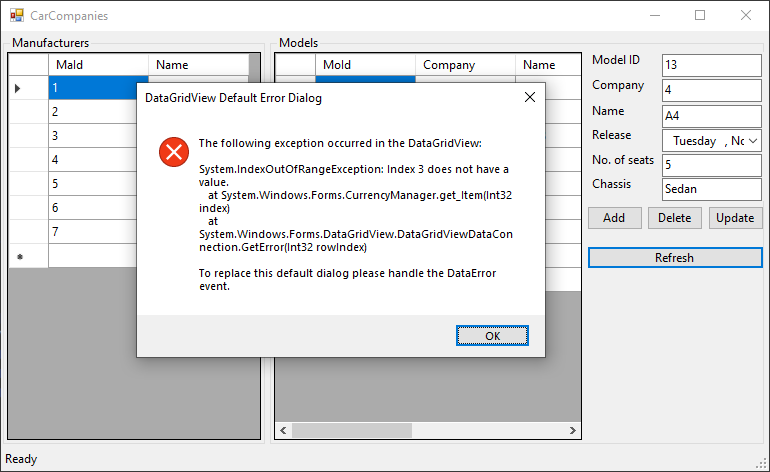 CarCompanies
Manufacturers
MaId Name
1
2
3
4
5
6
7
Models
MoId Company Name
DataGridView Default Error Dialog
The following exception occurred in the DataGridView:
System.IndexOutOfRangeException: Index 3 does not have a
value.
at System.Windows.Forms.CurrencyManager.get_Item(Int32
index)
at
System.Windows.Forms.DataGridView.DataGridViewDataCo
nnection.GetError(Int32 rowIndex)
To replace this default dialog please handle the DataError
event.
OK
Model ID 13
Company 4
Name A4
Release Tuesday , No
No. of seats 5
Chassis Sedan
Add Delete Update
Refresh
Ready